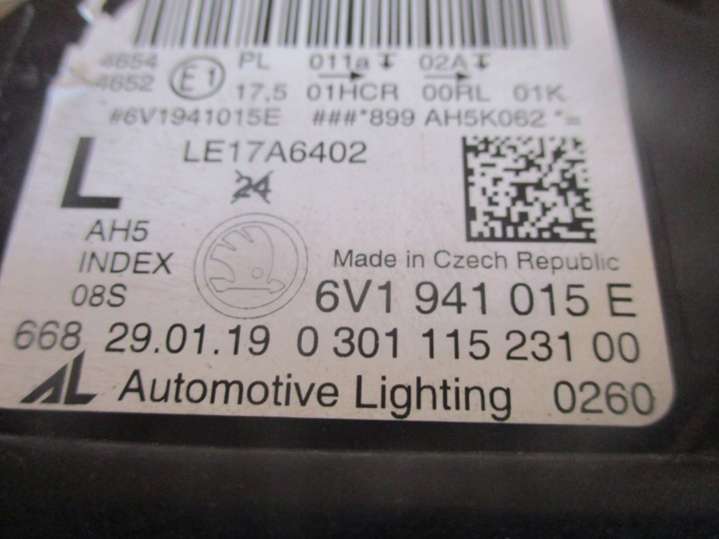 4654 E1 PL 011a 02A
4652 17,5 01HCR 00RL 01K
#6V1941015E ###*899 AH5K062 *=
L LE17A6402
24
AH5
INDEX Made in Czech Republic
08S 6V1 941 015 E
668 29.01.19 0 301 115 231 00
AL Automotive Lighting 0260